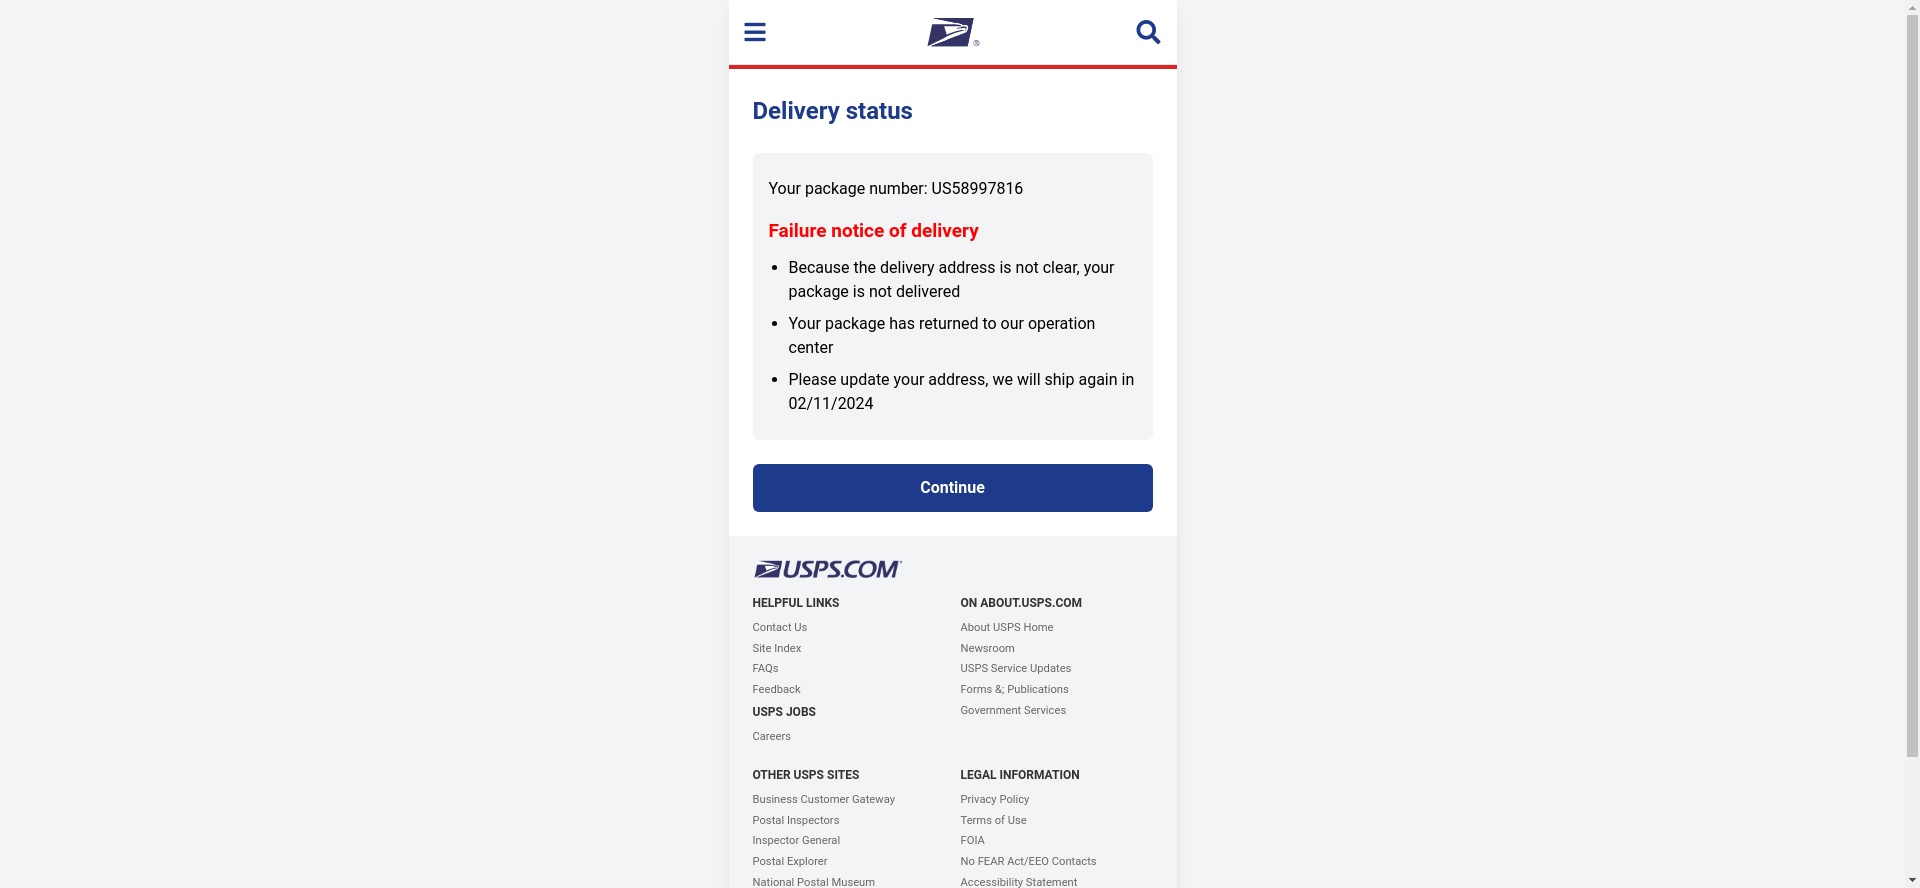 Delivery status
Your package number: US58997816
Failure notice of delivery
Because the delivery address is not clear, your
package is not delivered
Your package has returned to our operation
center
Please update your address, we will ship again in
02/11/2024
Continue
USPS.COM
HELPFUL LINKS
Contact Us
Site Index
FAQs
Feedback
USPS JOBS
Careers
ON ABOUT.USPS.COM
About USPS Home
Newsroom
USPS Service Updates
Forms &; Publications
Government Services
OTHER USPS SITES
Business Customer Gateway
Postal Inspectors
Inspector General
Postal Explorer
National Postal Museum
LEGAL INFORMATION
Privacy Policy
Terms of Use
FOIA
No FEAR Act/EEO Contacts
Accessibility Statement